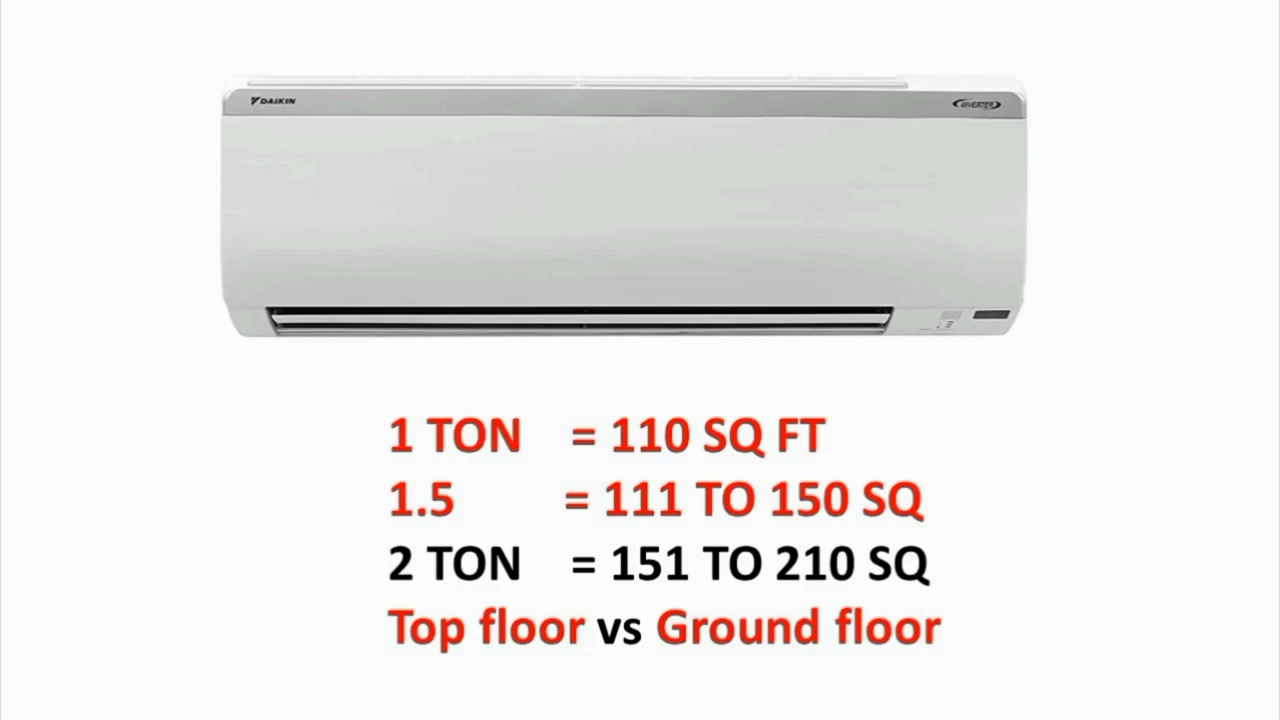 DAIKIN
INVERTER
1 TON = 110 SQ FT
1.5 = 111 TO 150 SQ
2 TON = 151 TO 210 SQ
Top floor vs Ground floor